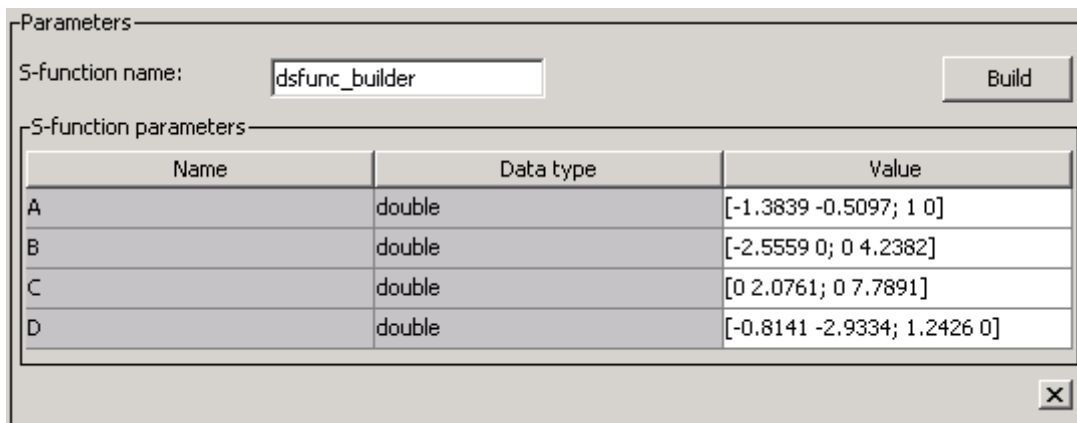 Parameters
S-function name: dsfunc_builder Build
S-function parameters
Name Data type Value
A double [-1.3839 -0.5097; 1 0]
B double [-2.5559 0; 0 4.2382]
C double [0 2.0761; 0 7.7891]
D double [-0.8141 -2.9334; 1.2426 0]